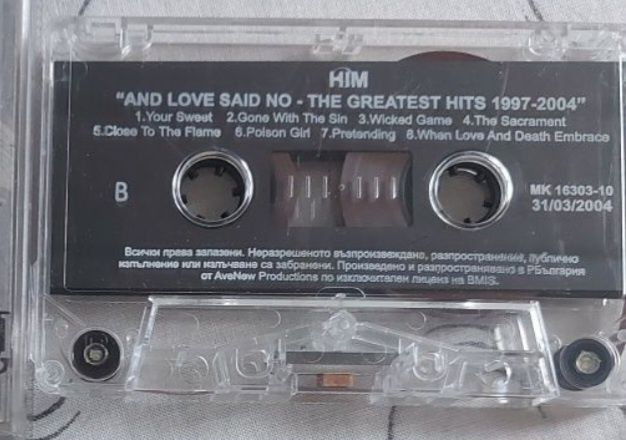 HIM
"AND LOVE SAID NO - THE GREATEST HITS 1997-2004"
1.Your Sweet 2.Gone With The Sin 3.Wicked Game 4.The Sacrament
5.Close To The Flame 6.Poison Girl 7.Pretending 8.When Love And Death Embrace
B
MK 16303-10
31/03/2004
Всички права запазени. Неразрешеното възпроизвеждане, разпространение, публично
изпълнение или излъчване са забранени. Произведено и разпространявано в РБългария
от AveNew Productions по изключителен лиценз на BMIS.